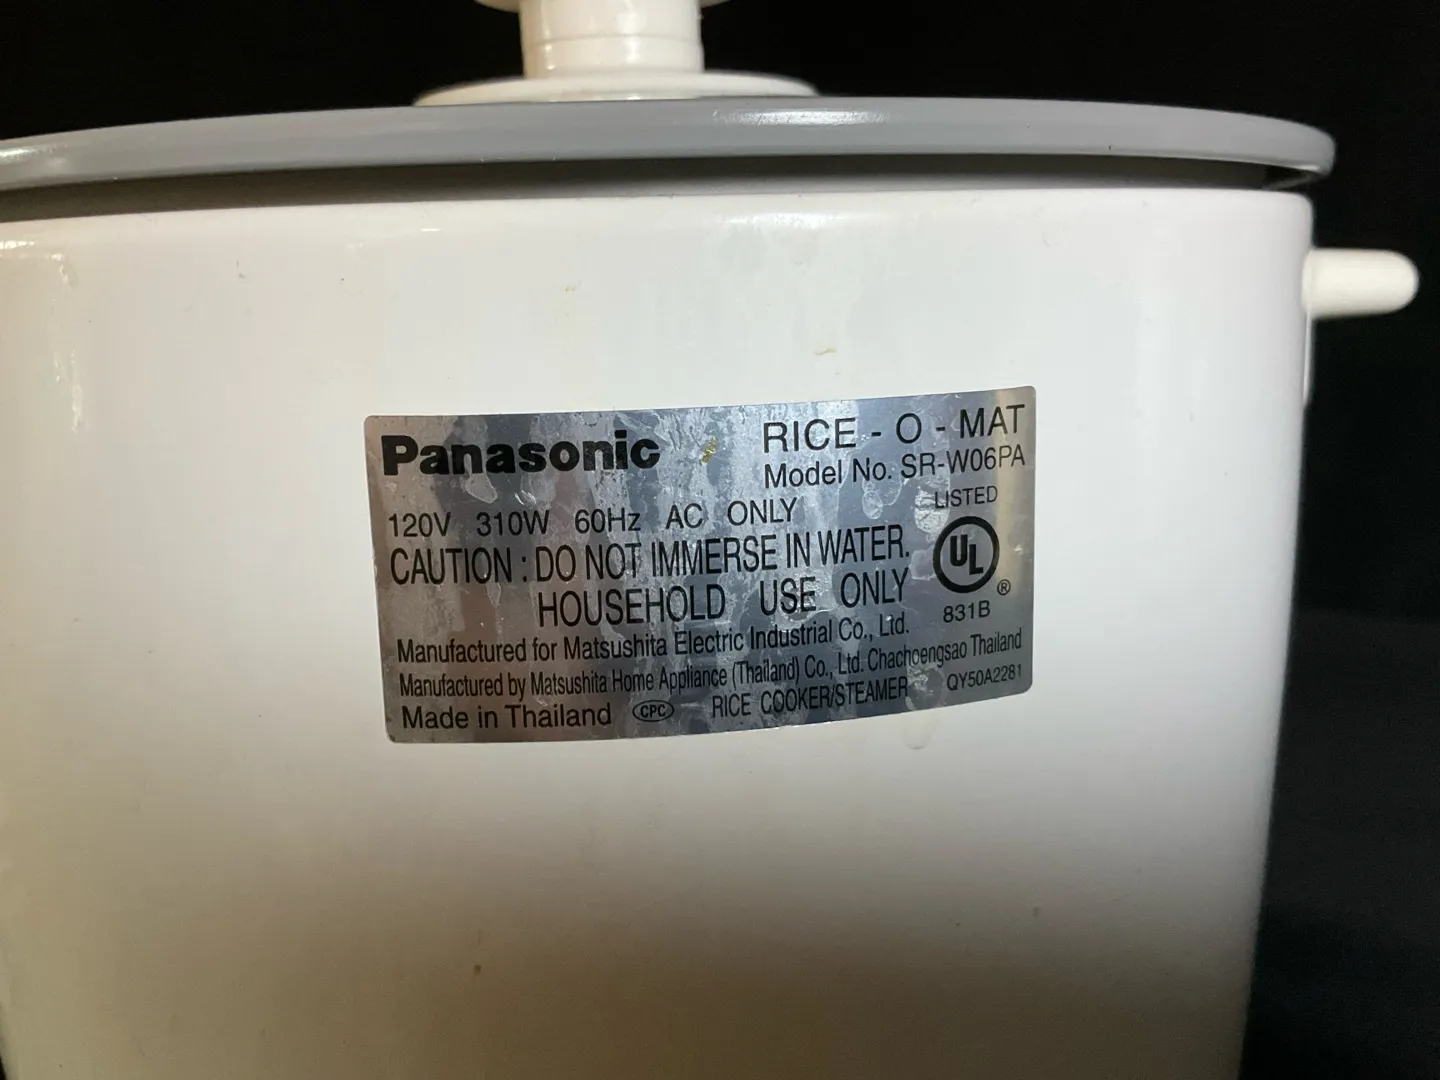 Panasonic RICE - O - MAT
Model No. SR-W06PA
120V 310W 60Hz AC ONLY LISTED
CAUTION : DO NOT IMMERSE IN WATER. UL
HOUSEHOLD USE ONLY ®
831B
Manufactured for Matsushita Electric Industrial Co., Ltd.
Manufactured by Matsushita Home Appliance (Thailand) Co., Ltd. Chachoengsao Thailand
Made in Thailand CPC RICE COOKER/STEAMER QY50A2281